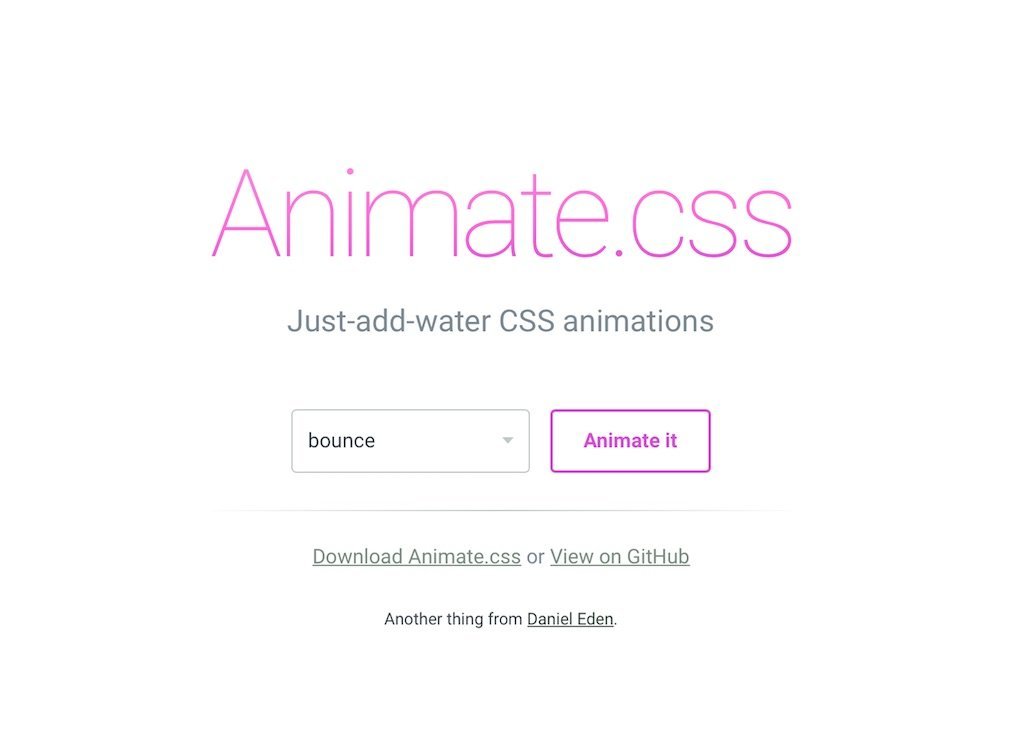 Animate.css
Just-add-water CSS animations
bounce
Animate it
Download Animate.css or View on GitHub
Another thing from Daniel Eden.